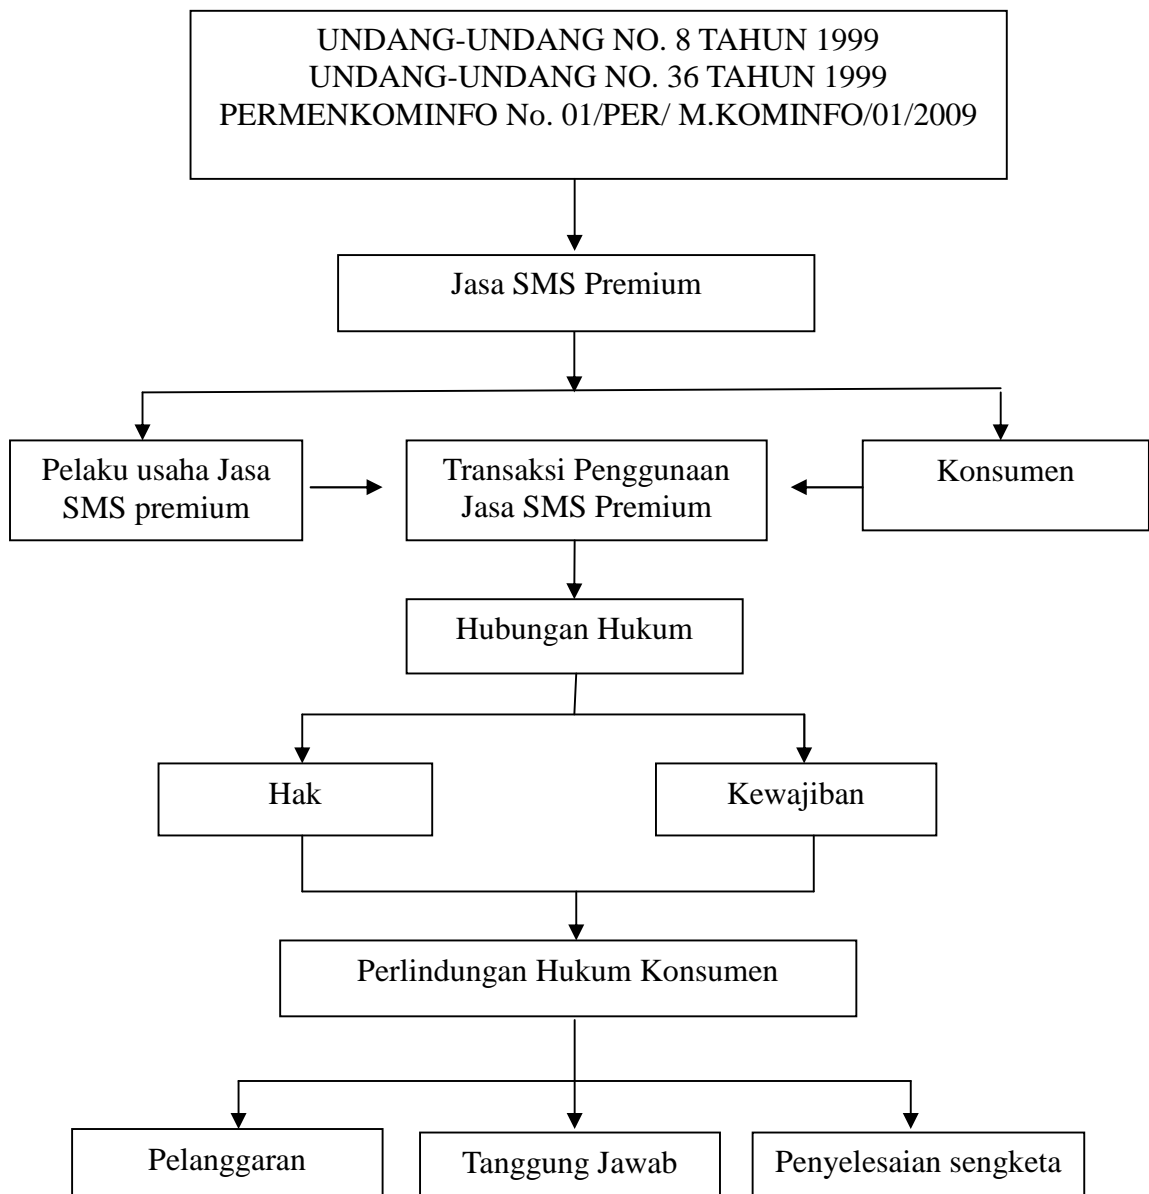 UNDANG-UNDANG NO. 8 TAHUN 1999
UNDANG-UNDANG NO. 36 TAHUN 1999
PERMENKOMINFO No. 01/PER/ M.KOMINFO/01/2009
Jasa SMS Premium
Pelaku usaha Jasa
SMS premium
Transaksi Penggunaan
Jasa SMS Premium
Konsumen
Hubungan Hukum
Hak
Kewajiban
Perlindungan Hukum Konsumen
Pelanggaran
Tanggung Jawab
Penyelesaian sengketa